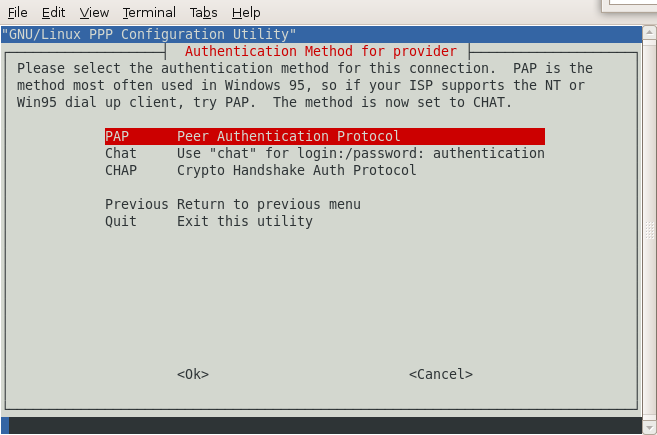 File Edit View Terminal Tabs Help
"GNU/Linux PPP Configuration Utility"
Authentication Method for provider
Please select the authentication method for this connection.  PAP is the
method most often used in Windows 95, so if your ISP supports the NT or
Win95 dial up client, try PAP.  The method is now set to CHAT.
PAP Peer Authentication Protocol
Chat Use "chat" for login:/password: authentication
CHAP Crypto Handshake Auth Protocol
Previous Return to previous menu
Quit Exit this utility
<Ok> <Cancel>